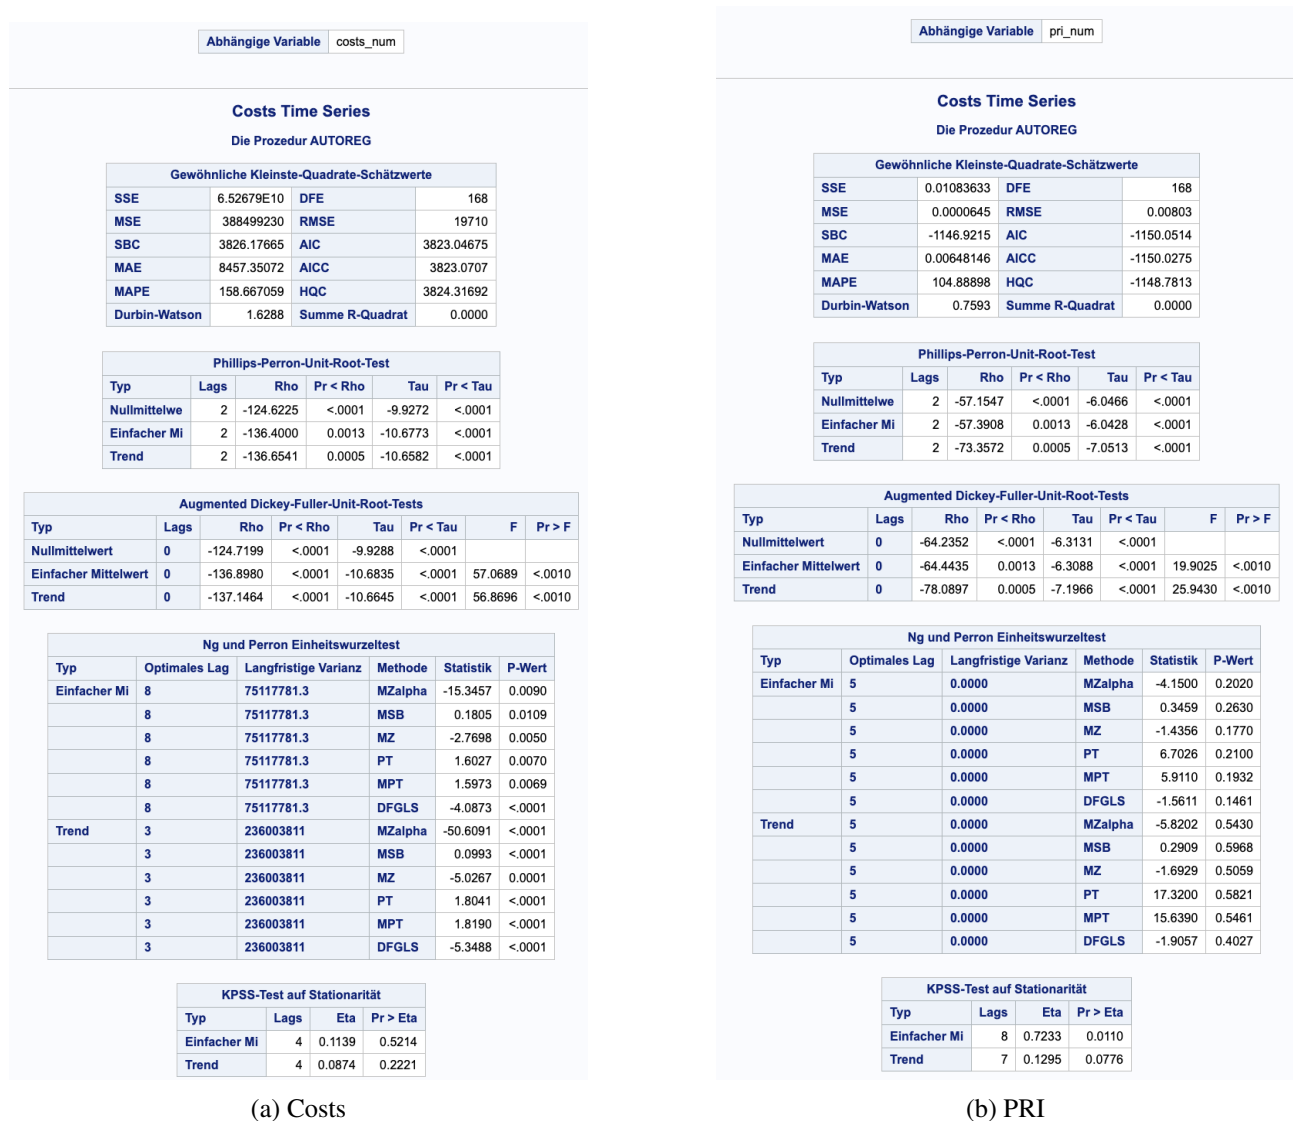 Abhängige Variable costs_num
Costs Time Series
Die Prozedur AUTOREG
Gewöhnliche Kleinste-Quadrate-Schätzwerte
SSE 6.52679E10 DFE 168
MSE 388499230 RMSE 19710
SBC 3826.17665 AIC 3823.04675
MAE 8457.35072 AICC 3823.0707
MAPE 158.667059 HQC 3824.31692
Durbin-Watson 1.6288 Summe R-Quadrat 0.0000
Phillips-Perron-Unit-Root-Test
Typ Lags Rho Pr < Rho Tau Pr < Tau
Nullmittelwe 2 -124.6225 <.0001 -9.9272 <.0001
Einfacher Mi 2 -136.4000 0.0013 -10.6773 <.0001
Trend 2 -136.6541 0.0005 -10.6582 <.0001
Augmented Dickey-Fuller-Unit-Root-Tests
Typ Lags Rho Pr < Rho Tau Pr < Tau F Pr > F
Nullmittelwert 0 -124.7199 <.0001 -9.9288 <.0001
Einfacher Mittelwert 0 -136.8980 <.0001 -10.6835 <.0001 57.0689 <.0010
Trend 0 -137.1464 <.0001 -10.6645 <.0001 56.8696 <.0010
Ng und Perron Einheitswurzeltest
Typ Optimales Lag Langfristige Varianz Methode Statistik P-Wert
Einfacher Mi 8 75117781.3 MZalpha -15.3457 0.0090
8 75117781.3 MSB 0.1805 0.0109
8 75117781.3 MZ -2.7698 0.0050
8 75117781.3 PT 1.6027 0.0070
8 75117781.3 MPT 1.5973 0.0069
8 75117781.3 DFGLS -4.0873 <.0001
Trend 3 236003811 MZalpha -50.6091 <.0001
3 236003811 MSB 0.0993 <.0001
3 236003811 MZ -5.0267 0.0001
3 236003811 PT 1.8041 <.0001
3 236003811 MPT 1.8190 <.0001
3 236003811 DFGLS -5.3488 <.0001
KPSS-Test auf Stationarität
Typ Lags Eta Pr > Eta
Einfacher Mi 4 0.1139 0.5214
Trend 4 0.0874 0.2221
(a) Costs
Abhängige Variable pri_num
Costs Time Series
Die Prozedur AUTOREG
Gewöhnliche Kleinste-Quadrate-Schätzwerte
SSE 0.01083633 DFE 168
MSE 0.0000645 RMSE 0.00803
SBC -1146.9215 AIC -1150.0514
MAE 0.00648146 AICC -1150.0275
MAPE 104.88898 HQC -1148.7813
Durbin-Watson 0.7593 Summe R-Quadrat 0.0000
Phillips-Perron-Unit-Root-Test
Typ Lags Rho Pr < Rho Tau Pr < Tau
Nullmittelwe 2 -57.1547 <.0001 -6.0466 <.0001
Einfacher Mi 2 -57.3908 0.0013 -6.0428 <.0001
Trend 2 -73.3572 0.0005 -7.0513 <.0001
Augmented Dickey-Fuller-Unit-Root-Tests
Typ Lags Rho Pr < Rho Tau Pr < Tau F Pr > F
Nullmittelwert 0 -64.2352 <.0001 -6.3131 <.0001
Einfacher Mittelwert 0 -64.4435 0.0013 -6.3088 <.0001 19.9025 <.0010
Trend 0 -78.0897 0.0005 -7.1966 <.0001 25.9430 <.0010
Ng und Perron Einheitswurzeltest
Typ Optimales Lag Langfristige Varianz Methode Statistik P-Wert
Einfacher Mi 5 0.0000 MZalpha -4.1500 0.2020
5 0.0000 MSB 0.3459 0.2630
5 0.0000 MZ -1.4356 0.1770
5 0.0000 PT 6.7026 0.2100
5 0.0000 MPT 5.9110 0.1932
5 0.0000 DFGLS -1.5611 0.1461
Trend 5 0.0000 MZalpha -5.8202 0.5430
5 0.0000 MSB 0.2909 0.5968
5 0.0000 MZ -1.6929 0.5059
5 0.0000 PT 17.3200 0.5821
5 0.0000 MPT 15.6390 0.5461
5 0.0000 DFGLS -1.9057 0.4027
KPSS-Test auf Stationarität
Typ Lags Eta Pr > Eta
Einfacher Mi 8 0.7233 0.0110
Trend 7 0.1295 0.0776
(b) PRI